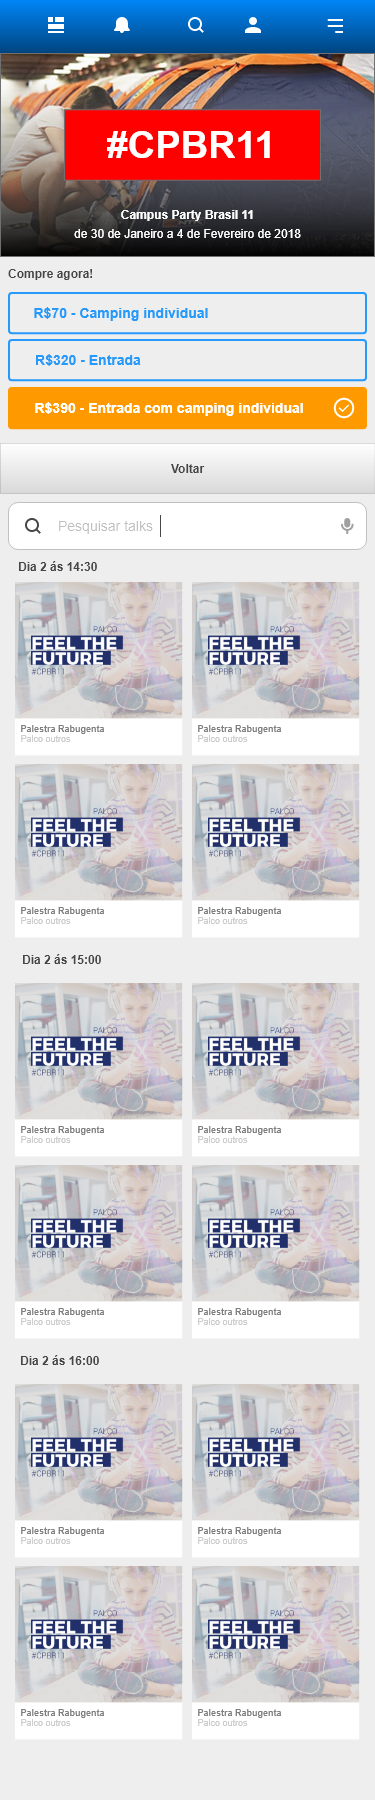 #CPBR11
Campus Party Brasil 11
de 30 de Janeiro a 4 de Fevereiro de 2018
Compre agora!
R$70 - Camping individual
R$320 - Entrada
R$390 - Entrada com camping individual
Voltar
Pesquisar talks
Dia 2 ás 14:30
PALCO
FEEL THE
FUTURE
#CPBR11
Palestra Rabugenta
Palco outros
PALCO
FEEL THE
FUTURE
#CPBR11
Palestra Rabugenta
Palco outros
PALCO
FEEL THE
FUTURE
#CPBR11
Palestra Rabugenta
Palco outros
PALCO
FEEL THE
FUTURE
#CPBR11
Palestra Rabugenta
Palco outros
Dia 2 ás 15:00
PALCO
FEEL THE
FUTURE
#CPBR11
Palestra Rabugenta
Palco outros
PALCO
FEEL THE
FUTURE
#CPBR11
Palestra Rabugenta
Palco outros
PALCO
FEEL THE
FUTURE
#CPBR11
Palestra Rabugenta
Palco outros
PALCO
FEEL THE
FUTURE
#CPBR11
Palestra Rabugenta
Palco outros
Dia 2 ás 16:00
PALCO
FEEL THE
FUTURE
#CPBR11
Palestra Rabugenta
Palco outros
PALCO
FEEL THE
FUTURE
#CPBR11
Palestra Rabugenta
Palco outros
PALCO
FEEL THE
FUTURE
#CPBR11
Palestra Rabugenta
Palco outros
PALCO
FEEL THE
FUTURE
#CPBR11
Palestra Rabugenta
Palco outros